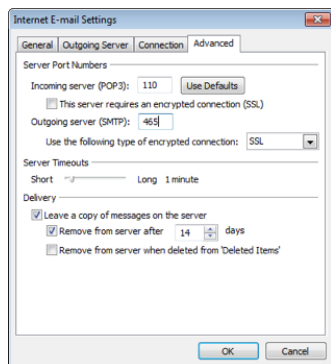 Internet E-mail Settings
General Outgoing Server Connection Advanced
Server Port Numbers
Incoming server (POP3): 110 Use Defaults
This server requires an encrypted connection (SSL)
Outgoing server (SMTP): 465
Use the following type of encrypted connection: SSL
Server Timeouts
Short Long 1 minute
Delivery
Leave a copy of messages on the server
Remove from server after 14 days
Remove from server when deleted from 'Deleted Items'
OK Cancel